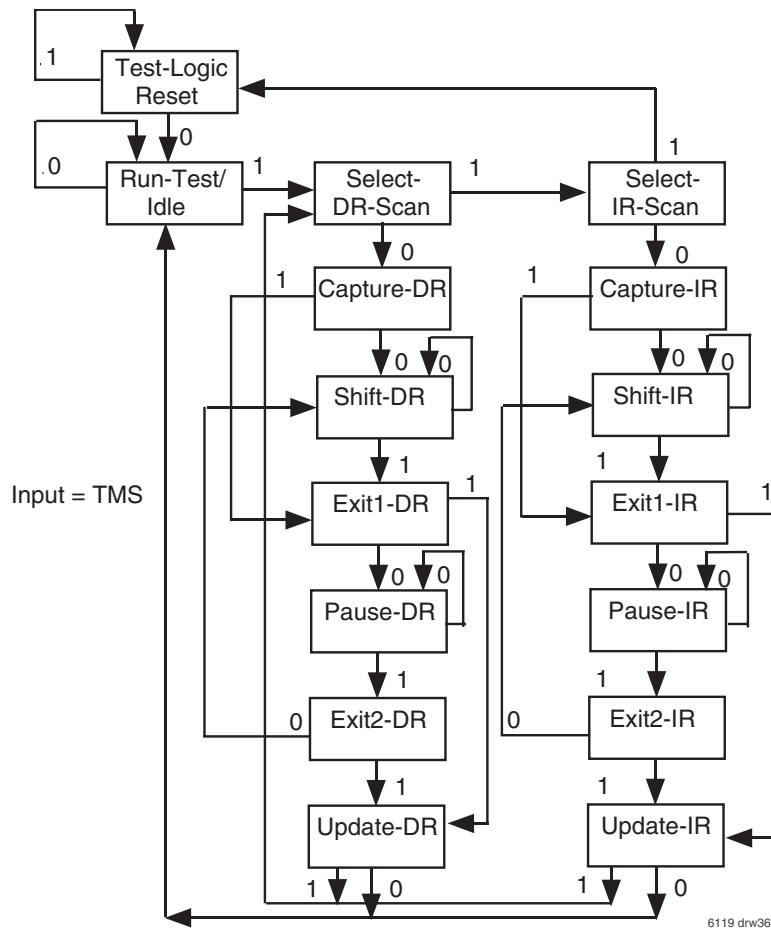 1
Test-Logic
Reset
0
1
0
Run-Test/
Idle
1
Select-
DR-Scan
1
Select-
IR-Scan
0
0
1
Capture-DR
1
Capture-IR
0
0
0
0
Shift-DR
Shift-IR
1
1
Input = TMS
Exit1-DR
1
Exit1-IR
1
0
0
0
0
Pause-DR
Pause-IR
1
1
0
Exit2-DR
0
Exit2-IR
1
1
Update-DR
Update-IR
1
0
1
0
6119 drw36